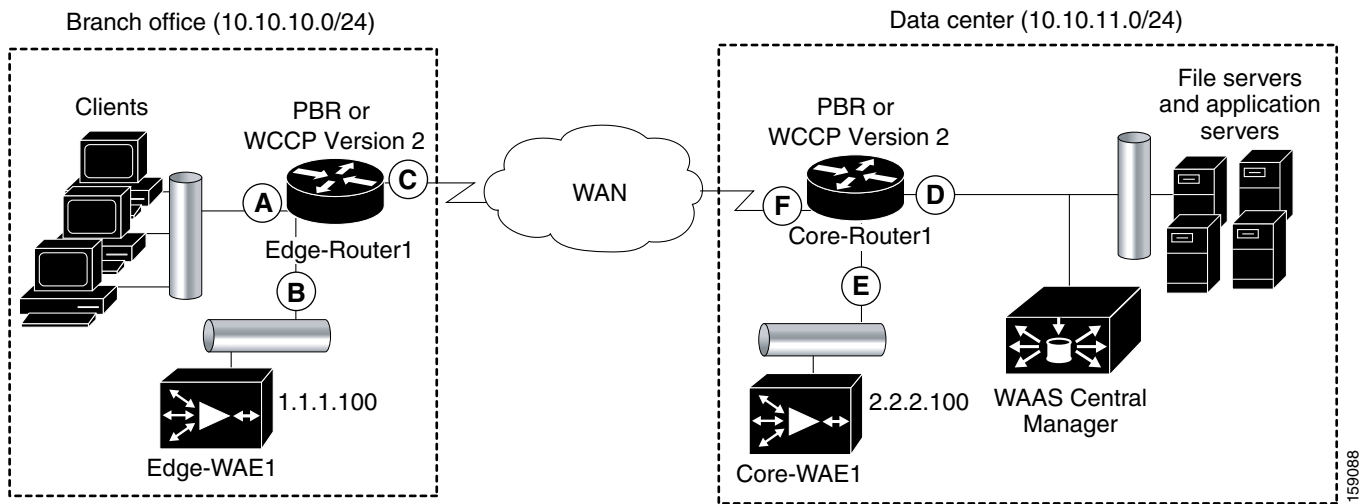 Branch office (10.10.10.0/24)
Data center (10.10.11.0/24)
Clients
PBR or
WCCP Version 2
A
C
Edge-Router1
B
1.1.1.100
Edge-WAE1
WAN
PBR or
WCCP Version 2
F
D
Core-Router1
E
2.2.2.100
Core-WAE1
File servers
and application
servers
WAAS Central
Manager
159088